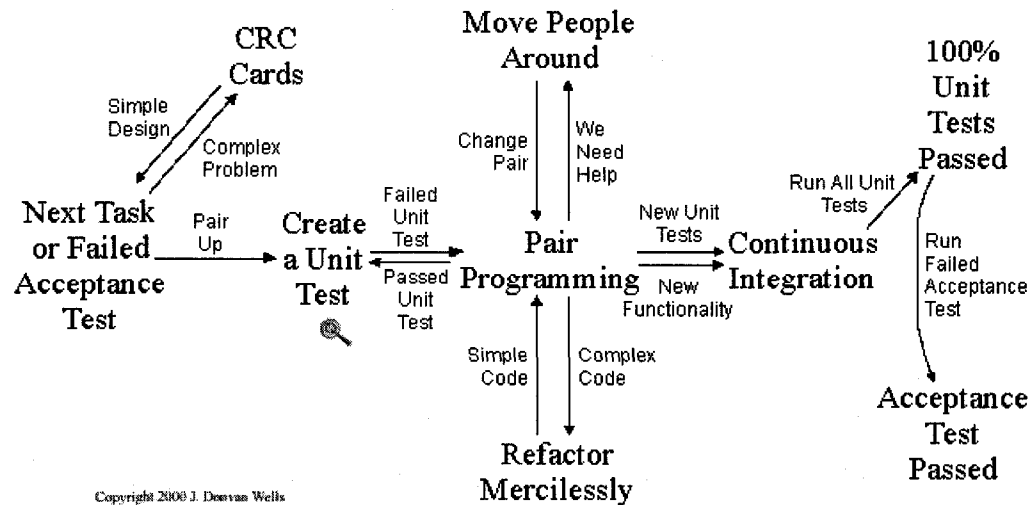 CRC
Cards
Simple
Design
Complex
Problem
Next Task
or Failed
Acceptance
Test
Pair
Up
Create
a Unit
Test
Failed
Unit
Test
Passed
Unit
Test
Move People
Around
Change
Pair
We
Need
Help
Pair
Programming
Simple
Code
Complex
Code
Refactor
Mercilessly
New Unit
Tests
New
Functionality
Continuous
Integration
Run All Unit
Tests
100%
Unit
Tests
Passed
Run
Failed
Acceptance
Test
Acceptance
Test
Passed
Copyright 2000 J. Donvan Wells